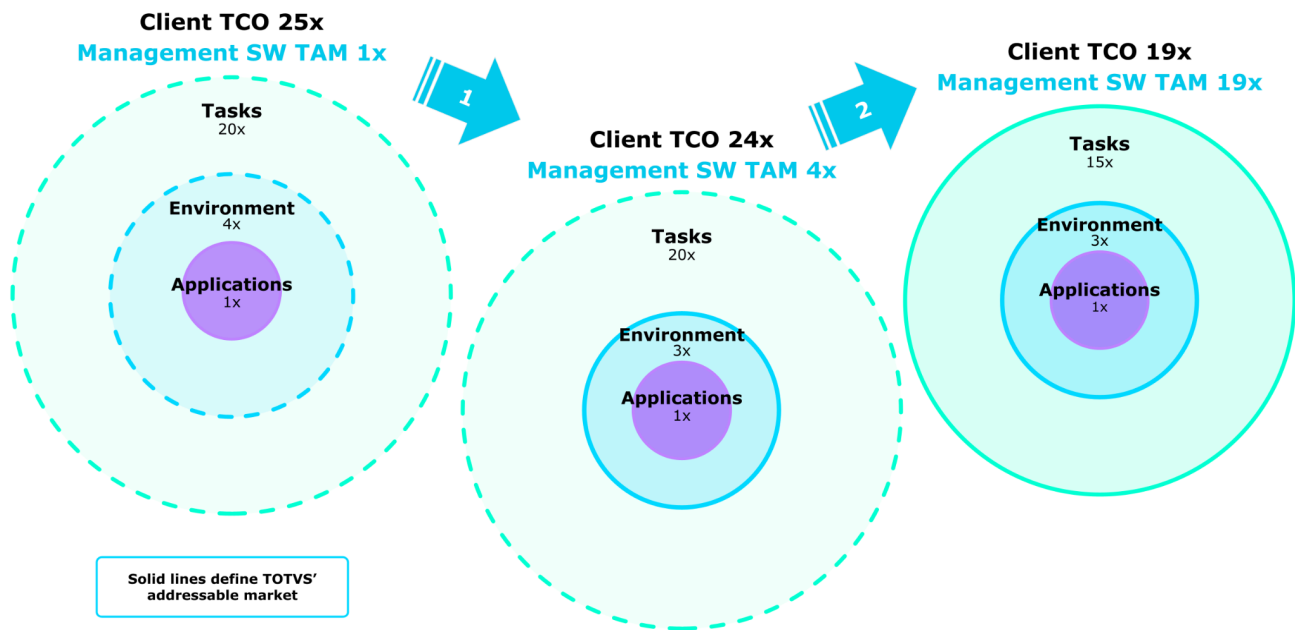 Client TCO 25x
Management SW TAM 1x
Tasks
20x
Environment
4x
Applications
1x
1
Client TCO 24x
Management SW TAM 4x
Tasks
20x
Environment
3x
Applications
1x
2
Client TCO 19x
Management SW TAM 19x
Tasks
15x
Environment
3x
Applications
1x
Solid lines define TOTVS’
addressable market